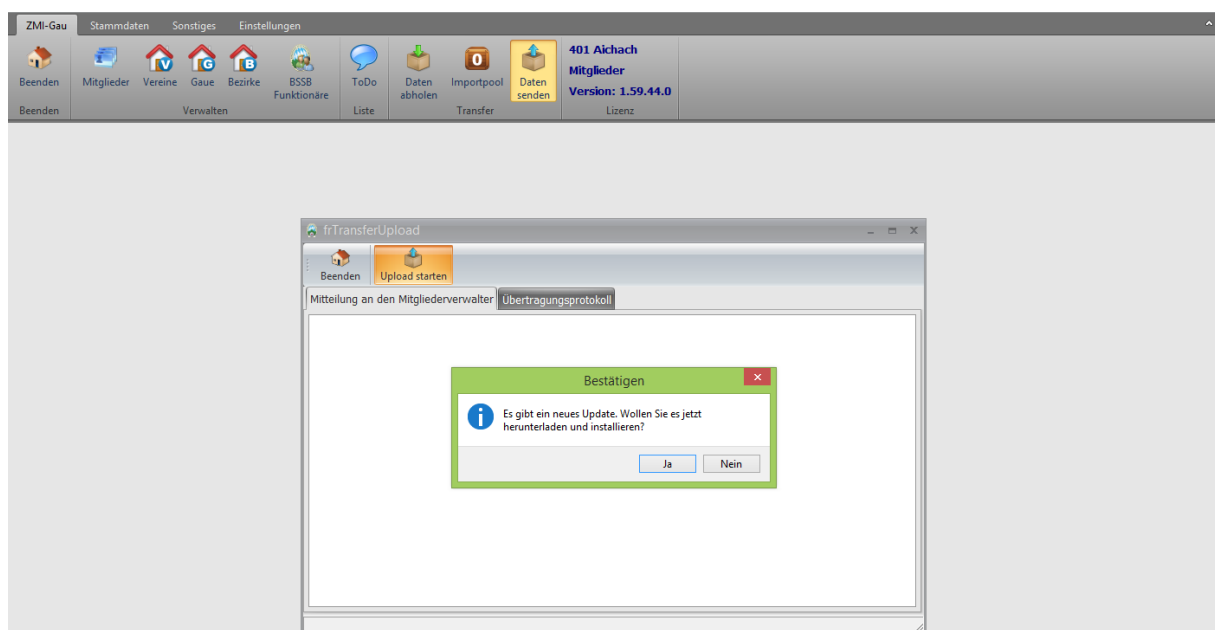 ZMI-Gau Stammdaten Sonstiges Einstellungen
Beenden Mitglieder Vereine Gaue Bezirke BSSB Funktionäre ToDo Daten abholen 0 Importpool Daten senden
V G B
401 Aichach
Mitglieder
Version: 1.59.44.0
Beenden Verwalten Liste Transfer Lizenz
frTransferUpload
Beenden Upload starten
Mitteilung an den Mitgliederverwalter Übertragungsprotokoll
Bestätigen
Es gibt ein neues Update. Wollen Sie es jetzt
herunterladen und installieren?
Ja Nein